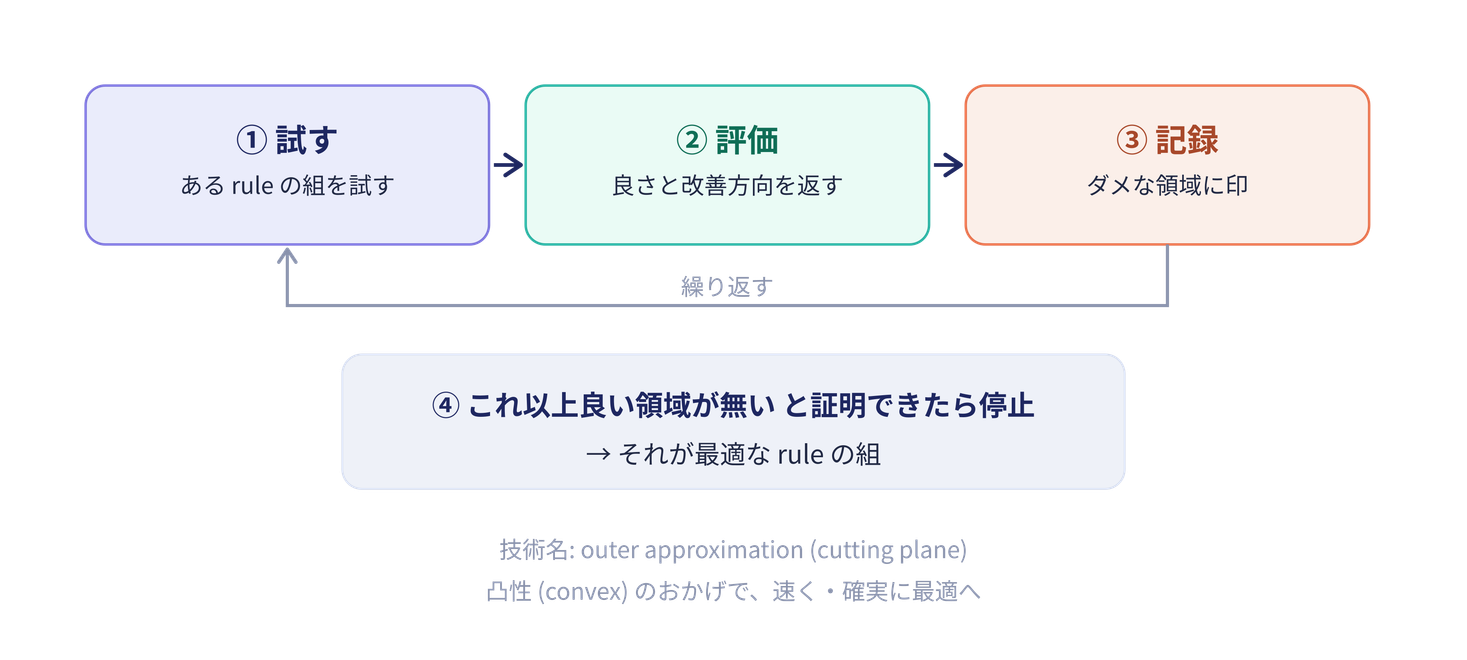 ① 試す
ある rule の組を試す
② 評価
良さと改善方向を返す
③ 記録
ダメな領域に印
繰り返す
④ これ以上良い領域が無い と証明できたら停止
→ それが最適な rule の組
技術名: outer approximation (cutting plane)
凸性 (convex) のおかげで、速く・確実に最適へ